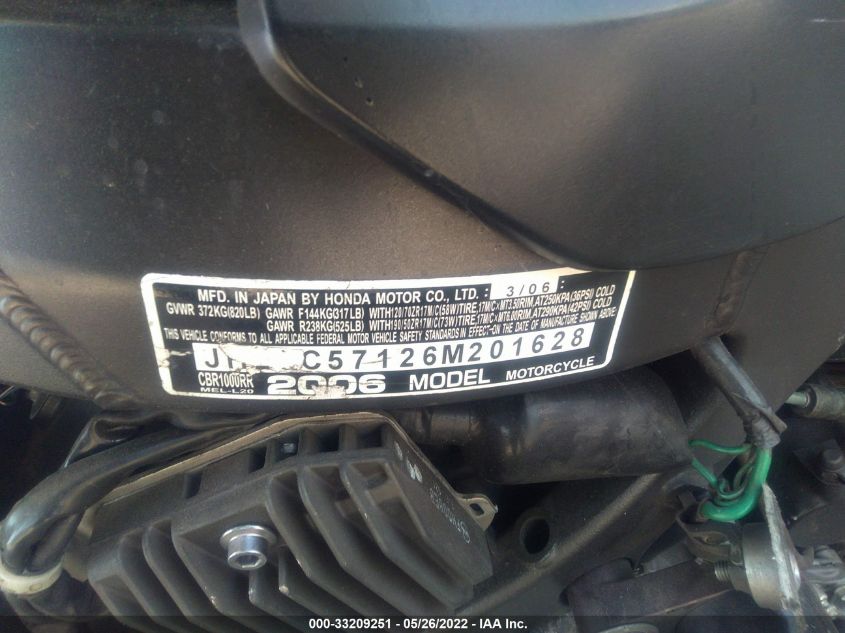 MFD. IN JAPAN BY HONDA MOTOR CO., LTD. : 3/06 :
GVWR 372KG(820LB) GAWR F144KG(317LB) WITH120/70ZR17M/C(58W)TIRE,17M/C×MT3.50RIM,AT250KPA(36PSI) COLD
GAWR R238KG(525LB) WITH190/50ZR17M/C(73W)TIRE,17M/C×MT6.00RIM,AT290KPA(42PSI) COLD
THIS VEHICLE CONFORMS TO ALL APPLICABLE FEDERAL MOTOR VEHICLE SAFETY STANDARDS IN EFFECT ON THE DATE OF MANUFACTURE SHOWN ABOVE.
C57126M201628
CBR1000RR 2006 MODEL MOTORCYCLE
MEL-L20
000-33209251 - 05/26/2022 - IAA Inc.